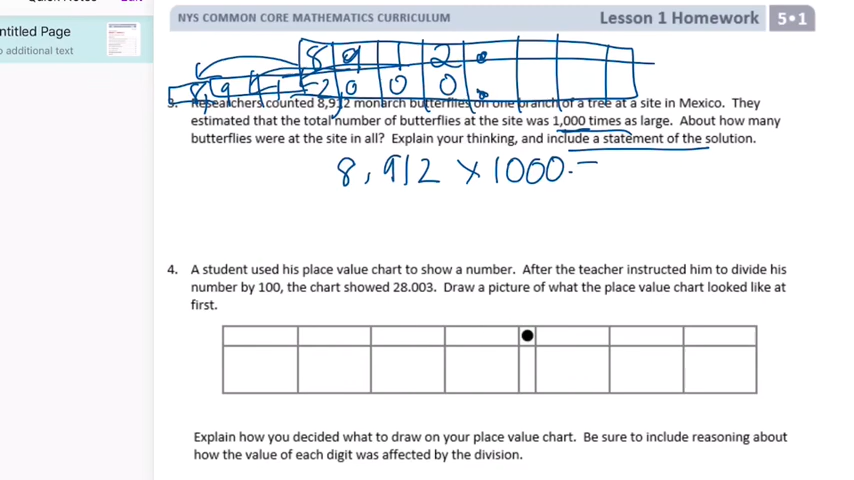 Edit
ntitled Page
o additional text
NYS COMMON CORE MATHEMATICS CURRICULUM
Lesson 1 Homework 5•1
8 9 1 2 .
8, 9 1 2 0 0 0 .
3. Researchers counted 8,912 monarch butterflies on one branch of a tree at a site in Mexico. They
estimated that the total number of butterflies at the site was 1,000 times as large. About how many
butterflies were at the site in all? Explain your thinking, and include a statement of the solution.
8,912 × 1000 =
4. A student used his place value chart to show a number. After the teacher instructed him to divide his
number by 100, the chart showed 28.003. Draw a picture of what the place value chart looked like at
first.
Explain how you decided what to draw on your place value chart. Be sure to include reasoning about
how the value of each digit was affected by the division.